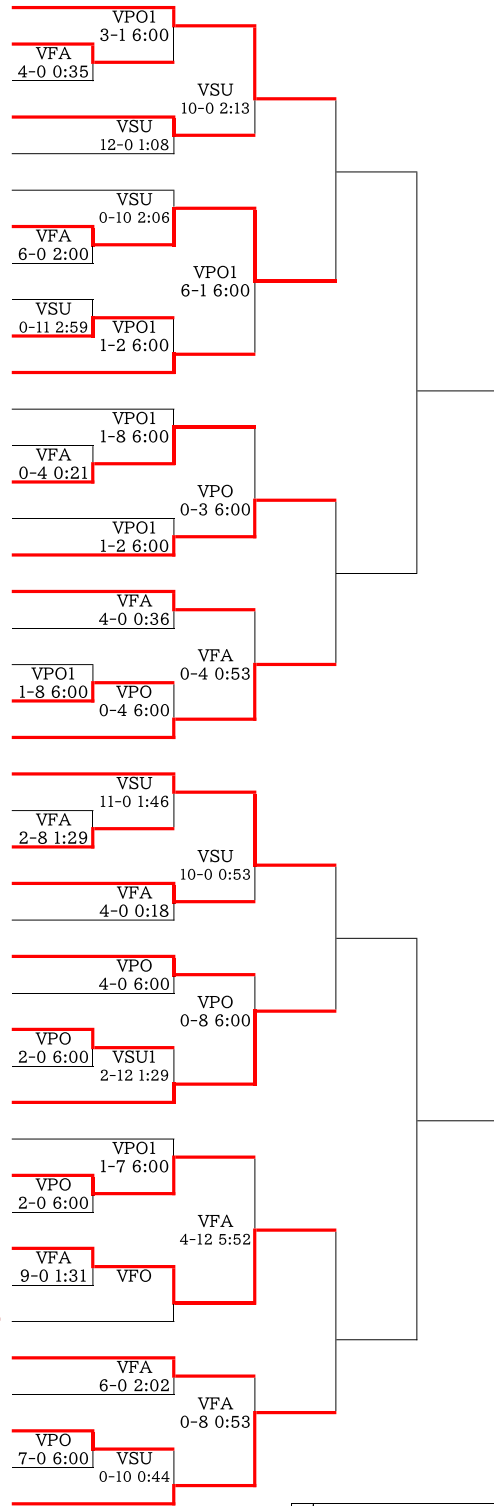 VPO1
3-1 6:00
VFA
4-0 0:35
VSU
10-0 2:13
VSU
12-0 1:08
VSU
0-10 2:06
VFA
6-0 2:00
VPO1
6-1 6:00
VSU
0-11 2:59
VPO1
1-2 6:00
VPO1
1-8 6:00
VFA
0-4 0:21
VPO
0-3 6:00
VPO1
1-2 6:00
VFA
4-0 0:36
VFA
0-4 0:53
VPO1
1-8 6:00
VPO
0-4 6:00
VSU
11-0 1:46
VFA
2-8 1:29
VSU
10-0 0:53
VFA
4-0 0:18
VPO
4-0 6:00
VPO
0-8 6:00
VPO
2-0 6:00
VSU1
2-12 1:29
VPO1
1-7 6:00
VPO
2-0 6:00
VFA
4-12 5:52
VFA
9-0 1:31
VFO
VFA
6-0 2:02
VFA
0-8 0:53
VPO
7-0 6:00
VSU
0-10 0:44